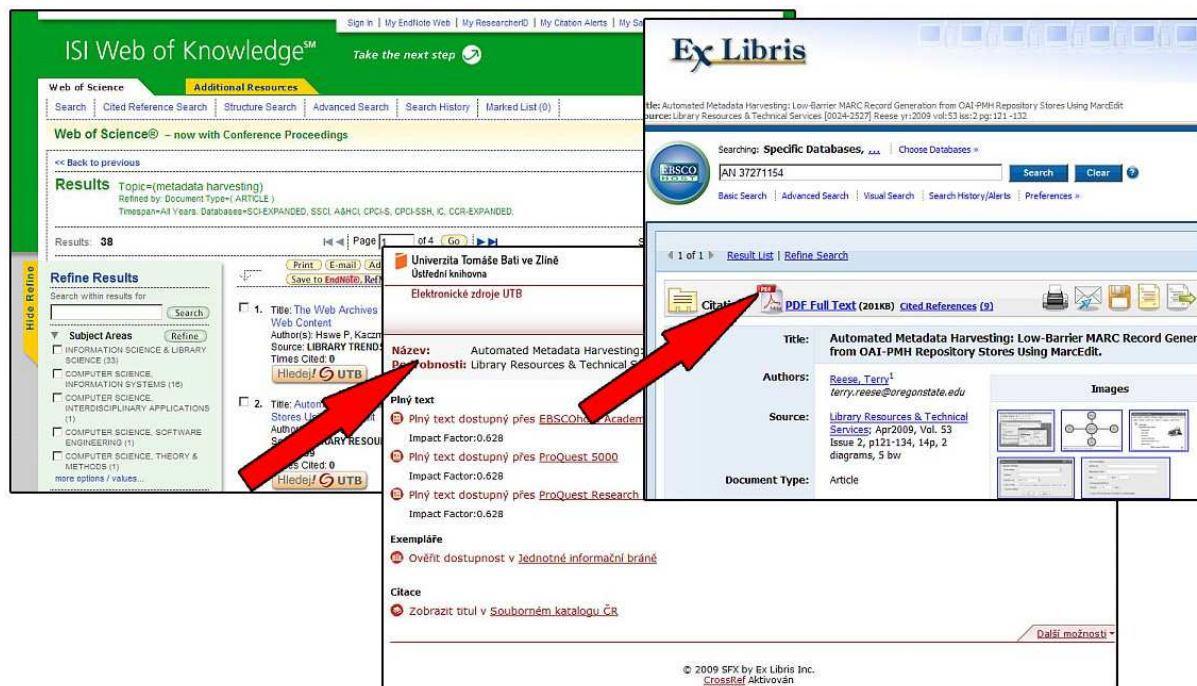 Sign In | My EndNote Web | My ResearcherID | My Citation Alerts | My Sa
ISI Web of Knowledge℠
Take the next step
Web of Science
Additional Resources
Search | Cited Reference Search | Structure Search | Advanced Search | Search History | Marked List (0)
Web of Science® – now with Conference Proceedings
<< Back to previous
Results Topic=(metadata harvesting)
Refined by: Document Type=( ARTICLE )
Timespan=All Years. Databases=SCI-EXPANDED, SSCI, A&HCI, CPCI-S, CPCI-SSH, IC, CCR-EXPANDED.
Results: 38
Page 1 of 4 Go
Print E-mail Ad
Save to EndNote, Ref
Hide Refine
Refine Results
Search within results for
Search
Subject Areas Refine
INFORMATION SCIENCE & LIBRARY
SCIENCE (33)
COMPUTER SCIENCE,
INFORMATION SYSTEMS (16)
COMPUTER SCIENCE,
INTERDISCIPLINARY APPLICATIONS
(1)
COMPUTER SCIENCE, SOFTWARE
ENGINEERING (1)
COMPUTER SCIENCE, THEORY &
METHODS (1)
more options / values...
1. Title: The Web Archives
Web Content
Author(s): Hswe P, Kaczm
Source: LIBRARY TRENDS
Times Cited: 0
Hledej! UTB
2. Title: Autom
Stores Us
Autho
ARY RESOU
es Cited: 0
Hledej! UTB
Univerzita Tomáše Bati ve Zlíně
Ústřední knihovna
Elektronické zdroje UTB
Název: Automated Metadata Harvesting:
robnosti: Library Resources & Technical S
Plný text
Plný text dostupný přes EBSCOho Academ
Impact Factor:0.628
Plný text dostupný přes ProQuest 5000
Impact Factor:0.628
Plný text dostupný přes ProQuest Research
Impact Factor:0.628
Exempláře
Ověřit dostupnost v Jednotné informační bráně
Citace
Zobrazit titul v Souborném katalogu ČR
Další možnosti
© 2009 SFX by Ex Libris Inc.
CrossRef Aktivován
Ex Libris
tle: Automated Metadata Harvesting: Low-Barrier MARC Record Generation from OAI-PMH Repository Stores Using MarcEdit
ource: Library Resources & Technical Services [0024-2527] Reese yr:2009 vol:53 iss:2 pg:121 -132
EBSCO
HOST
Searching: Specific Databases, ... | Choose Databases »
AN 37271154
Search Clear
Basic Search | Advanced Search | Visual Search | Search History/Alerts | Preferences »
1 of 1 Result List | Refine Search
Citati
PDF
PDF Full Text (201KB) Cited References (9)
Title: Automated Metadata Harvesting: Low-Barrier MARC Record Gener
from OAI-PMH Repository Stores Using MarcEdit.
Authors: Reese, Terry1
terry.reese@oregonstate.edu
Source: Library Resources & Technical
Services; Apr2009, Vol. 53
Issue 2, p121-134, 14p, 2
diagrams, 5 bw
Document Type: Article
Images